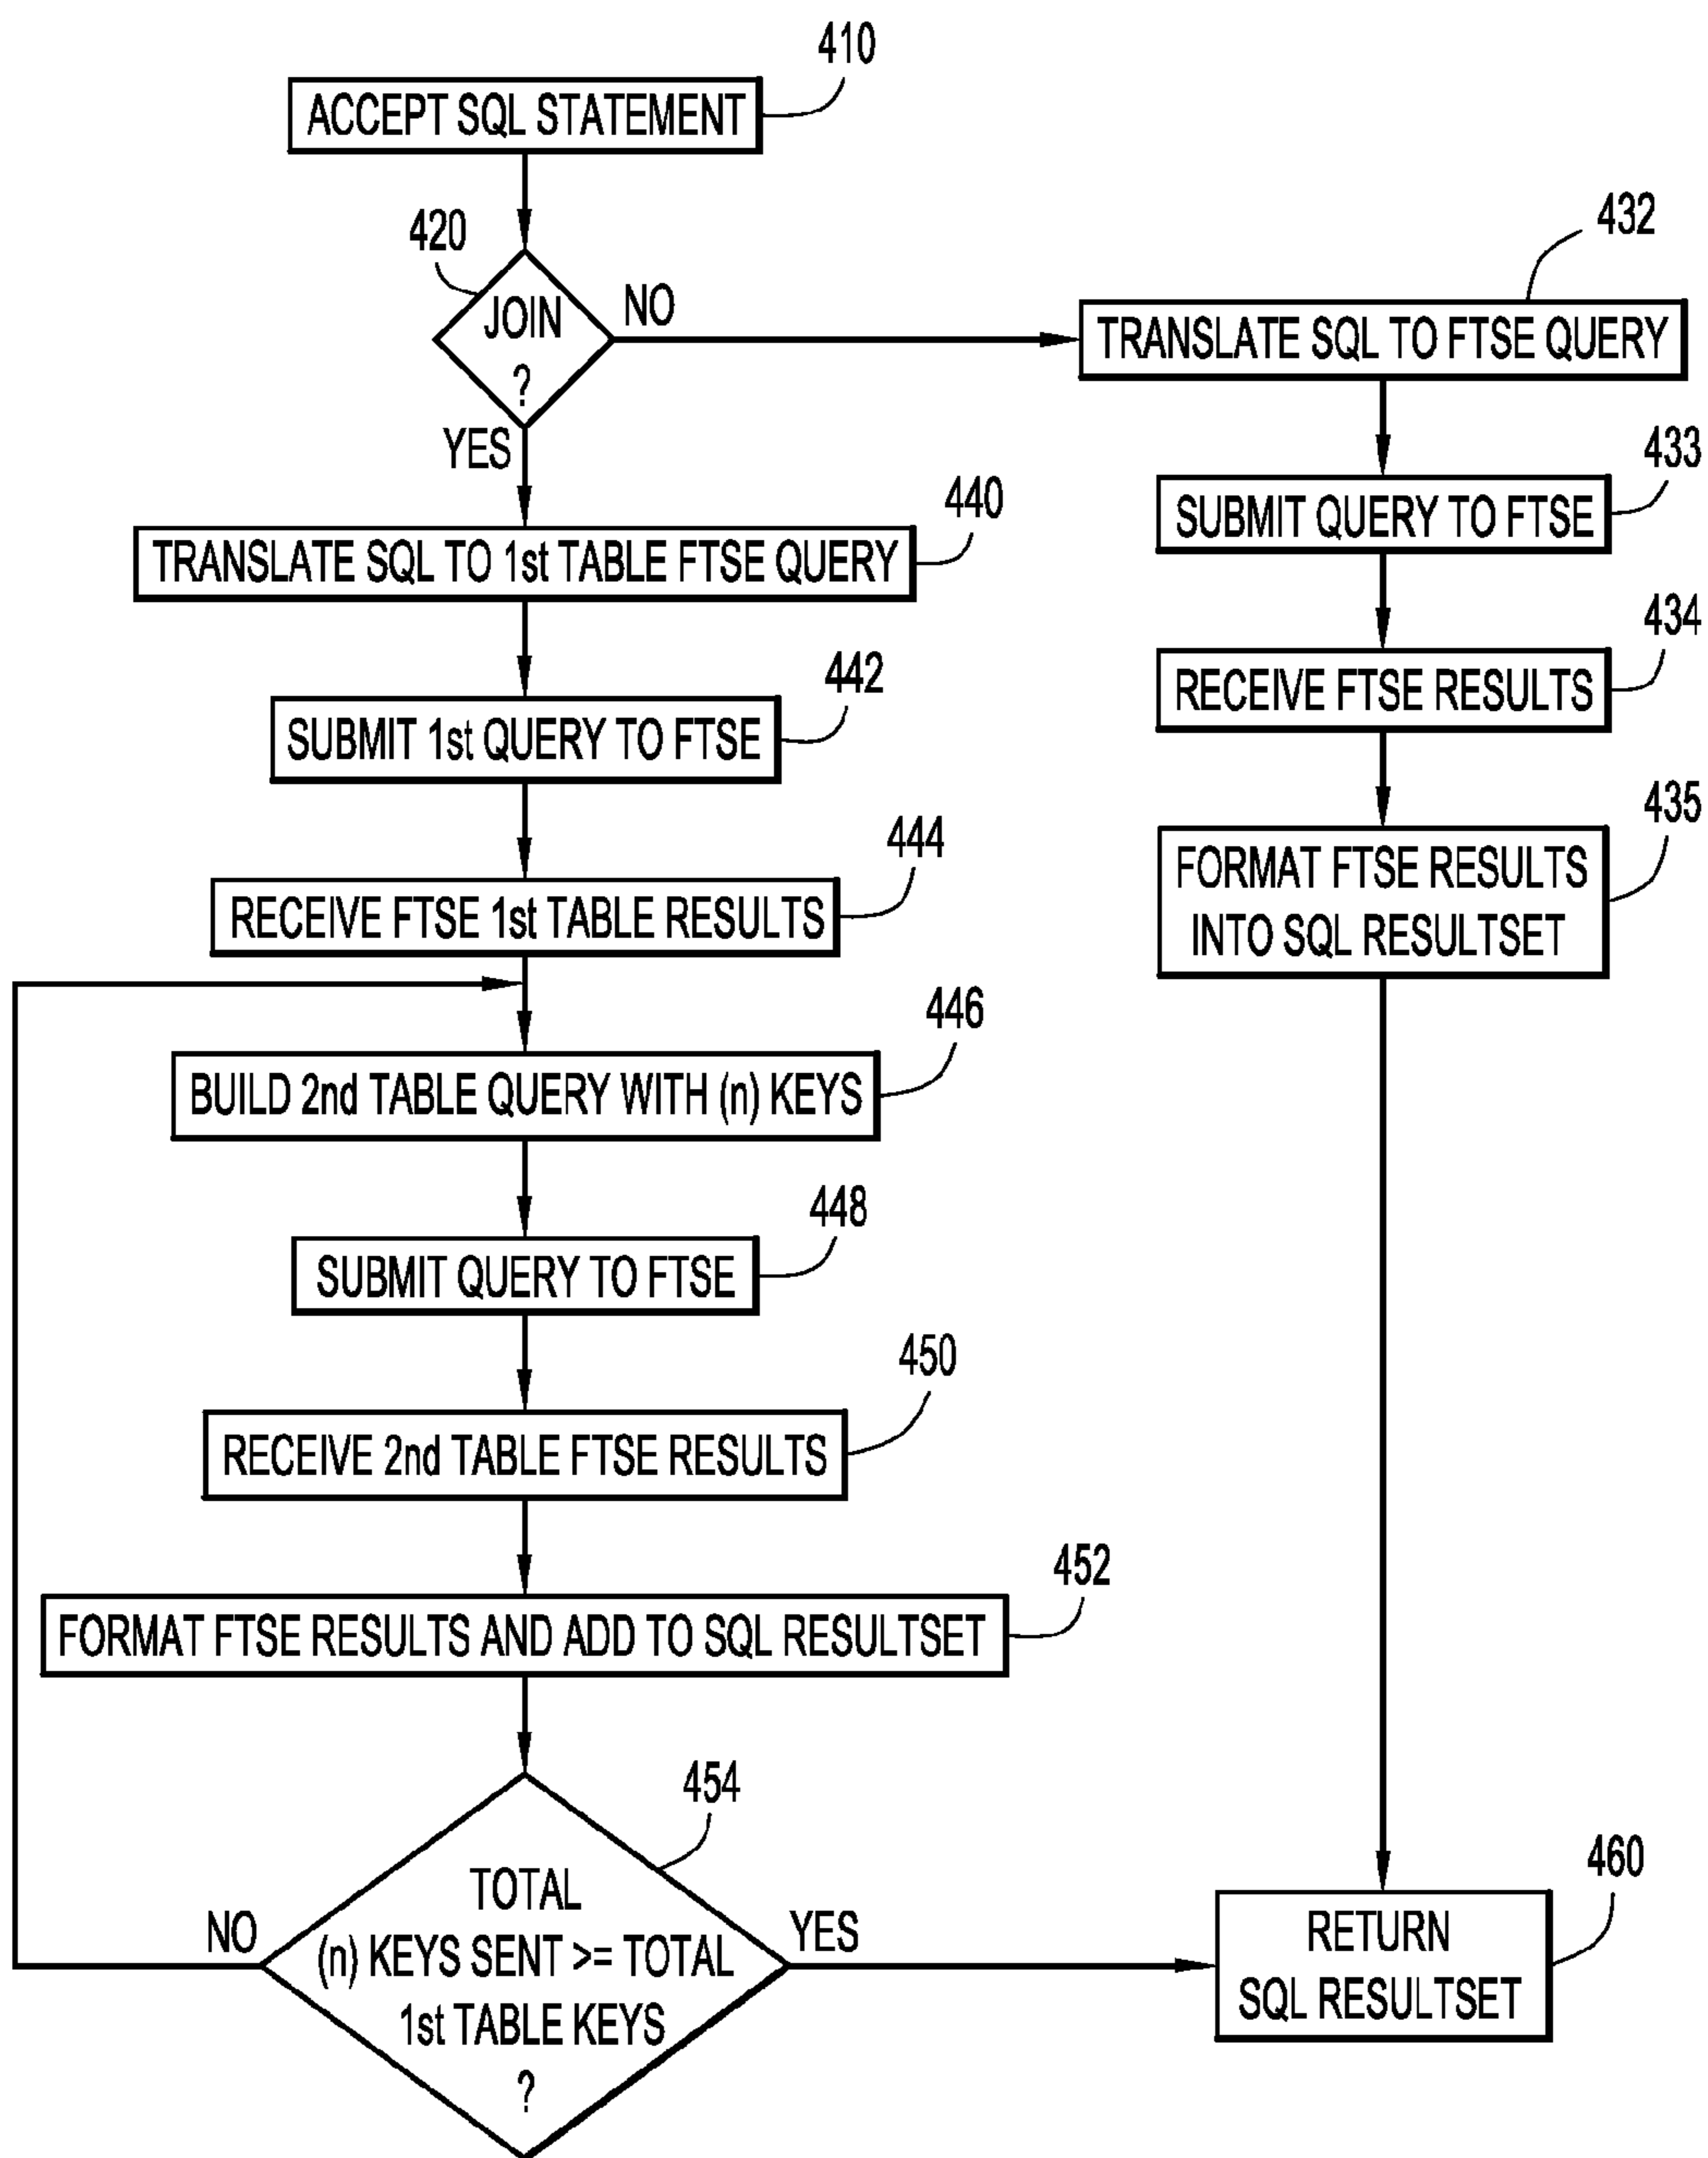 410
ACCEPT SQL STATEMENT
420
JOIN
?
NO
YES
432
TRANSLATE SQL TO FTSE QUERY
433
SUBMIT QUERY TO FTSE
434
RECEIVE FTSE RESULTS
435
FORMAT FTSE RESULTS
INTO SQL RESULTSET
440
TRANSLATE SQL TO 1st TABLE FTSE QUERY
442
SUBMIT 1st QUERY TO FTSE
444
RECEIVE FTSE 1st TABLE RESULTS
446
BUILD 2nd TABLE QUERY WITH (n) KEYS
448
SUBMIT QUERY TO FTSE
450
RECEIVE 2nd TABLE FTSE RESULTS
452
FORMAT FTSE RESULTS AND ADD TO SQL RESULTSET
454
TOTAL
(n) KEYS SENT >= TOTAL
1st TABLE KEYS
?
NO
YES
460
RETURN
SQL RESULTSET